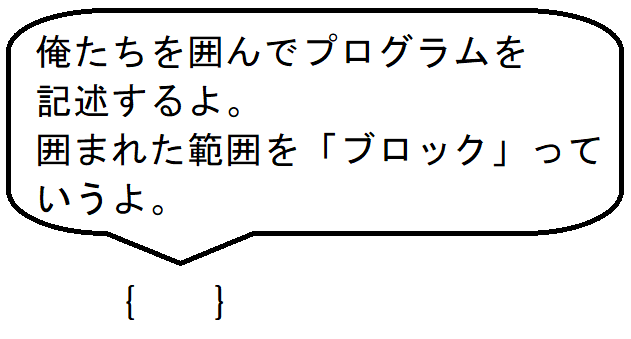 俺たちを囲んでプログラムを
記述するよ。
囲まれた範囲を「ブロック」って
いうよ。
{ }